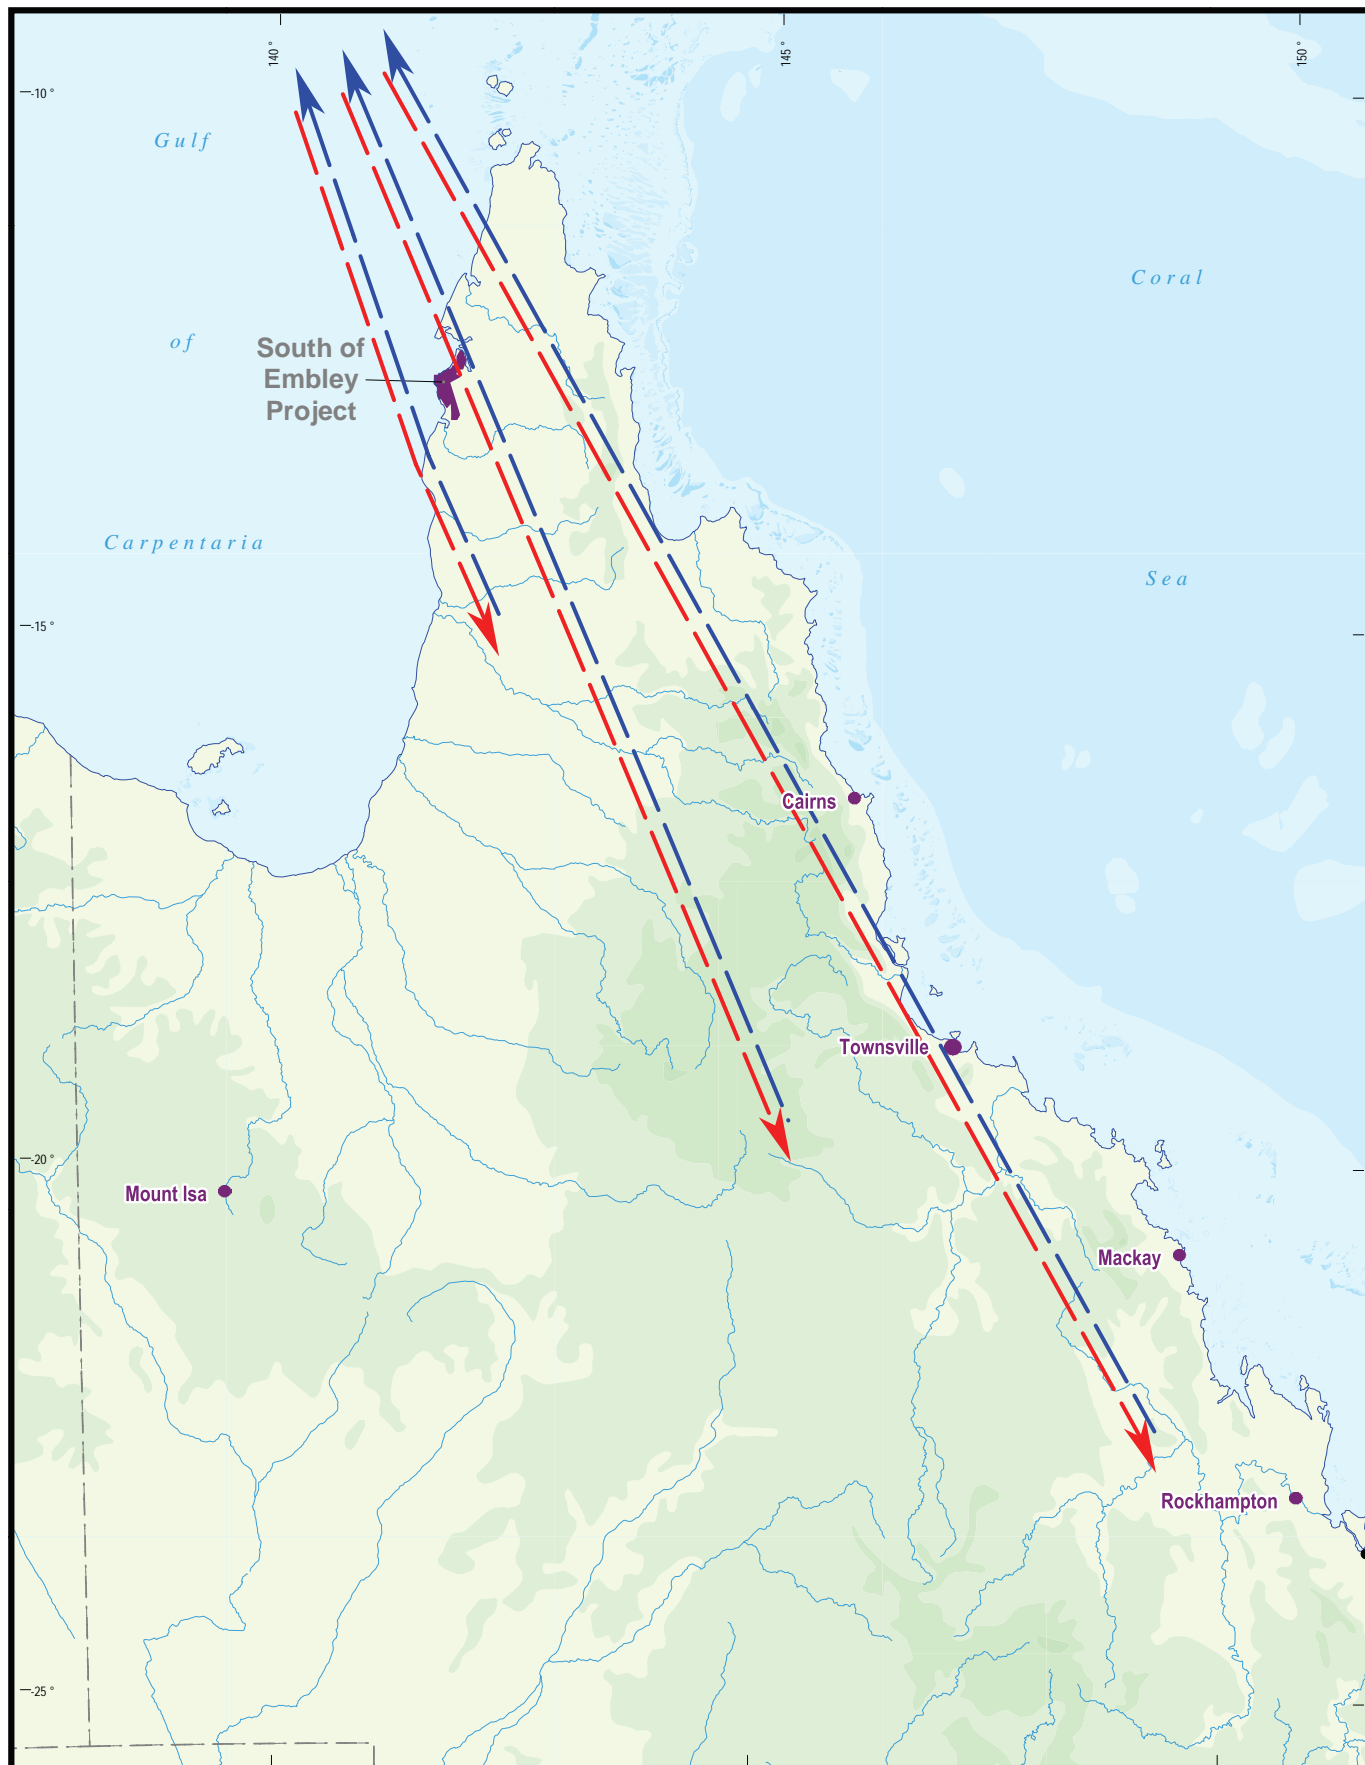 140 °
145 °
150 °
-10 °
Gulf
Coral
of
South of
Embley
Project
Carpentaria
Sea
-15 °
Cairns
Townsville
-20 °
Mount Isa
Mackay
Rockhampton
-25 °